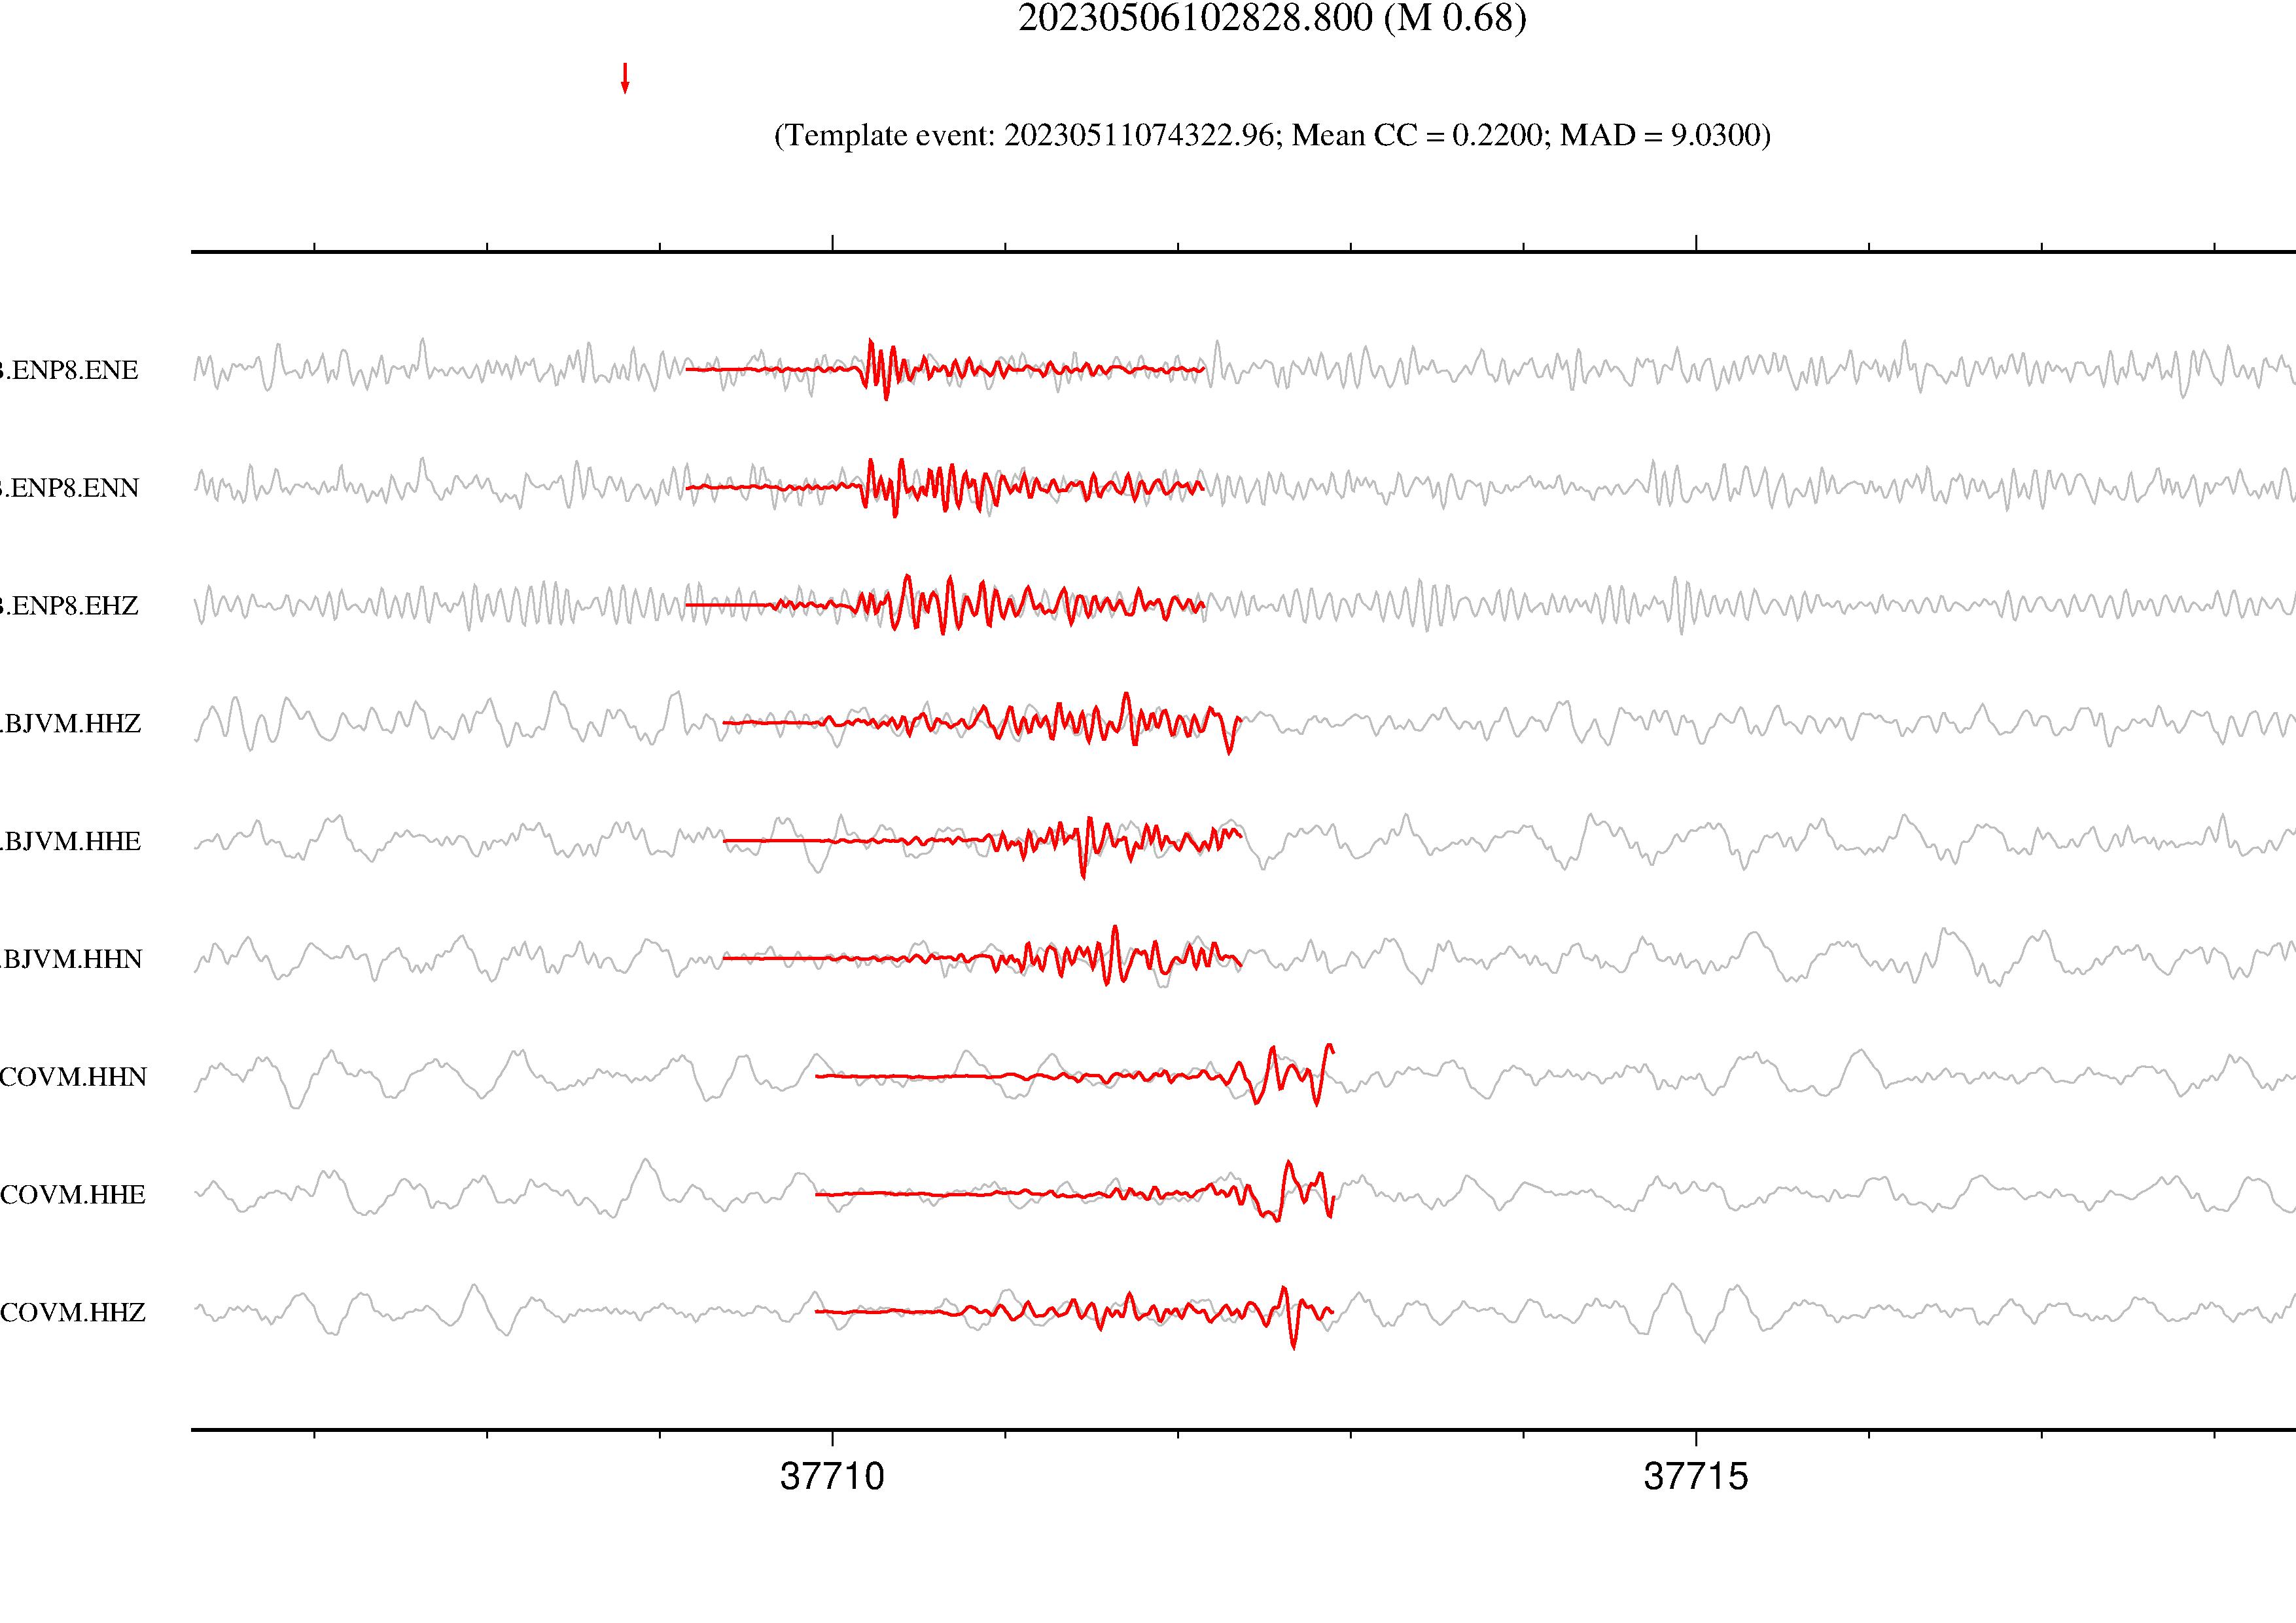 20230506102828.800 (M 0.68)
(Template event: 20230511074322.96; Mean CC = 0.2200; MAD = 9.0300)
.ENP8.ENE
.ENP8.ENN
.ENP8.EHZ
.BJVM.HHZ
.BJVM.HHE
.BJVM.HHN
COVM.HHN
COVM.HHE
COVM.HHZ
37710 37715